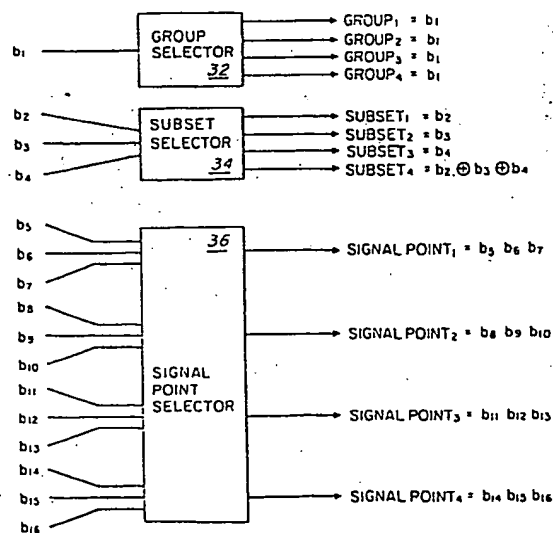 b₁
GROUP
SELECTOR
32
GROUP₁ = b₁
GROUP₂ = b₁
GROUP₃ = b₁
GROUP₄ = b₁
b₂
b₃
b₄
SUBSET
SELECTOR
34
SUBSET₁ = b₂
SUBSET₂ = b₃
SUBSET₃ = b₄
SUBSET₄ = b₂ ⊕ b₃ ⊕ b₄
b₅
b₆
b₇
b₈
b₉
b₁₀
b₁₁
b₁₂
b₁₃
b₁₄
b₁₅
b₁₆
36
SIGNAL
POINT
SELECTOR
SIGNAL POINT₁ = b₅ b₆ b₇
SIGNAL POINT₂ = b₈ b₉ b₁₀
SIGNAL POINT₃ = b₁₁ b₁₂ b₁₃
SIGNAL POINT₄ = b₁₄ b₁₅ b₁₆